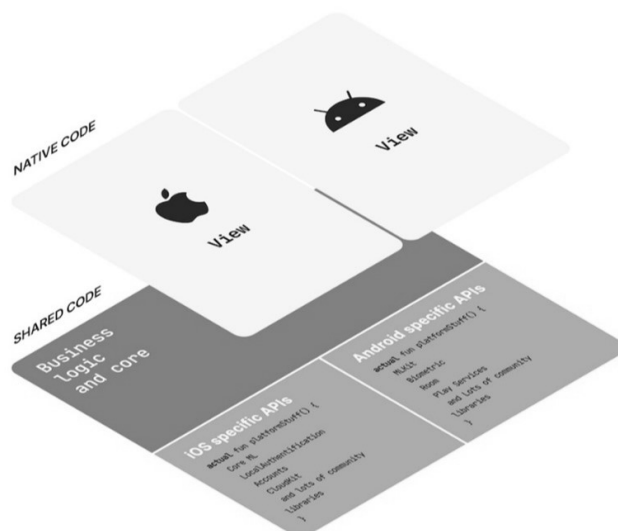 NATIVE CODE
View
View
SHARED CODE
Business
logic
and core
iOS specific APIs
actual fun platformStuff() {
Core ML
LocalAuthentification
Accounts
CloudKit
and lots of community
libraries
}
Android specific APIs
actual fun platformStuff() {
MLKit
Biometric
Room
Play Services
and lots of community
libraries
}